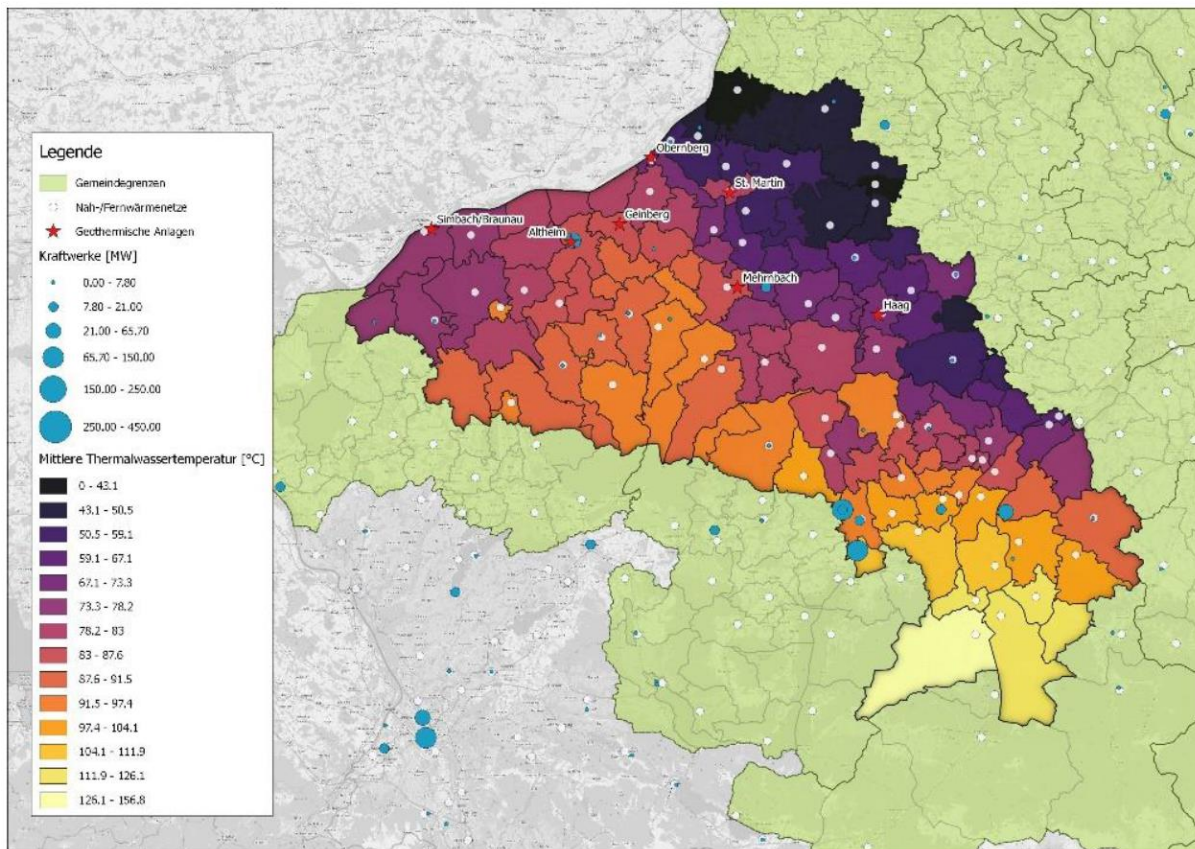 Legende
Gemeindegrenzen
Nah-/Fernwärmenetze
Geothermische Anlagen
Kraftwerke [MW]
0.00 - 7.80
7.80 - 21.00
21.00 - 65.70
65.70 - 150.00
150.00 - 250.00
250.00 - 450.00
Mittlere Thermalwassertemperatur [°C]
0 - 43.1
43.1 - 50.5
50.5 - 59.1
59.1 - 67.1
67.1 - 73.3
73.3 - 78.2
78.2 - 83
83 - 87.6
87.6 - 91.5
91.5 - 97.4
97.4 - 104.1
104.1 - 111.9
111.9 - 126.1
126.1 - 156.8
Obernberg
St. Martin
Simbach/Braunau
Geinberg
Altheim
Mehrnbach
Haag